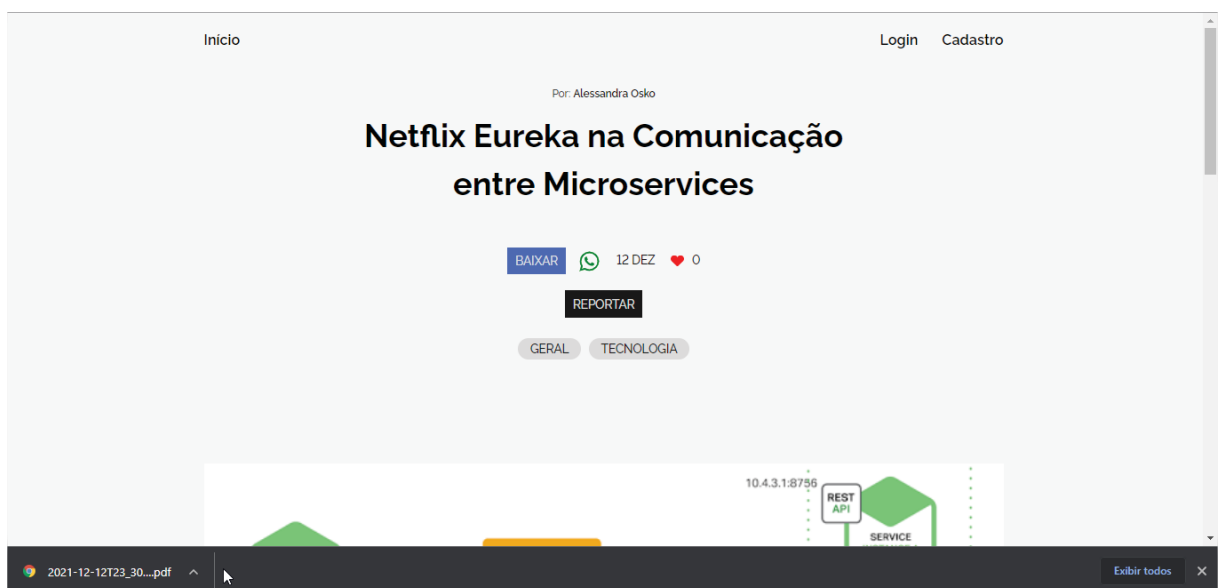 Início
Login Cadastro
Por: Alessandra Osko
Netflix Eureka na Comunicação
entre Microservices
BAIXAR 12 DEZ 0
REPORTAR
GERAL TECNOLOGIA
10.4.3.1:8756
REST
API
SERVICE
2021-12-12T23_30....pdf
Exibir todos